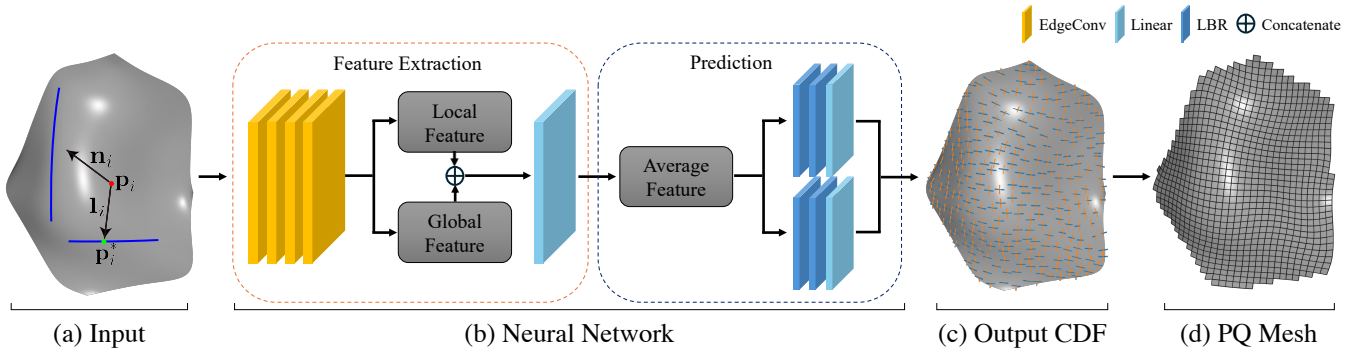 EdgeConv Linear LBR Concatenate
Feature Extraction
Prediction
n_i
p_i
l_i
p_i^*
Local
Feature
Global
Feature
Average
Feature
(a) Input
(b) Neural Network
(c) Output CDF
(d) PQ Mesh